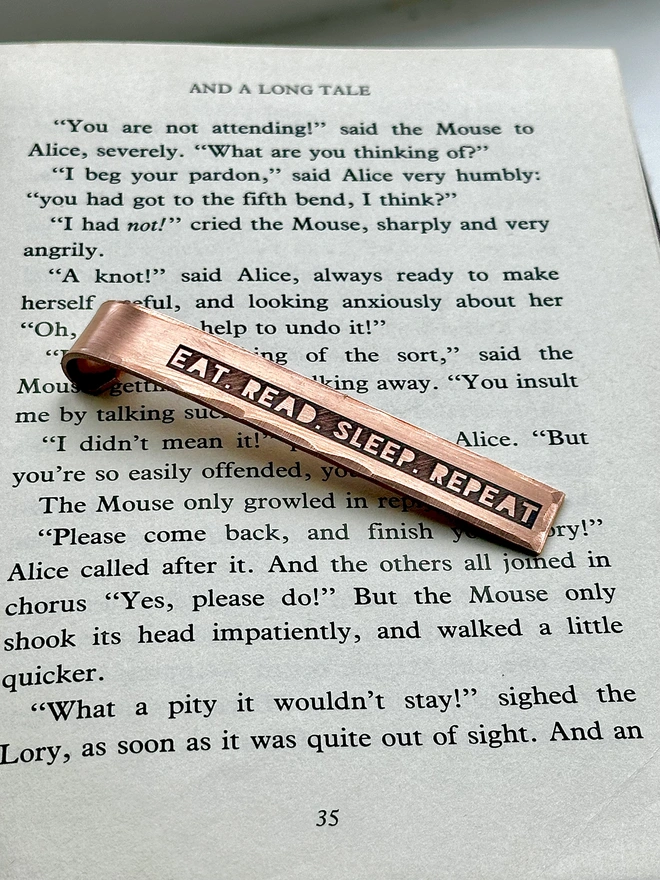 AND A LONG TALE
“You are not attending!” said the Mouse to
Alice, severely. “What are you thinking of?”
“I beg your pardon,” said Alice very humbly:
“you had got to the fifth bend, I think?”
“I had not!” cried the Mouse, sharply and very
angrily.
“A knot!” said Alice, always ready to make
herself useful, and looking anxiously about her
“Oh, help to undo it!”
of the sort,” said the
Mouse, walking away. “You insult
me by talking such
“I didn’t mean it!” Alice. “But
you’re so easily offended,
The Mouse only growled in reply.
“Please come back, and finish your story!”
Alice called after it. And the others all joined in
chorus “Yes, please do!” But the Mouse only
shook its head impatiently, and walked a little
quicker.
“What a pity it wouldn’t stay!” sighed the
Lory, as soon as it was quite out of sight. And an
35
EAT. READ. SLEEP. REPEAT